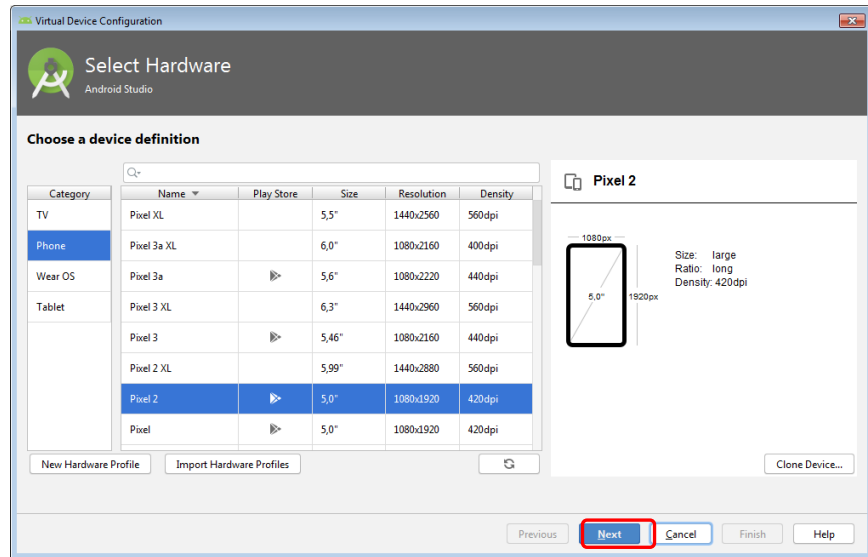 Virtual Device Configuration
Select Hardware
Android Studio
Choose a device definition
Category
TV
Phone
Wear OS
Tablet
Name Play Store Size Resolution Density
Pixel XL 5,5" 1440x2560 560dpi
Pixel 3a XL 6,0" 1080x2160 400dpi
Pixel 3a 5,6" 1080x2220 440dpi
Pixel 3 XL 6,3" 1440x2960 560dpi
Pixel 3 5,46" 1080x2160 440dpi
Pixel 2 XL 5,99" 1440x2880 560dpi
Pixel 2 5,0" 1080x1920 420dpi
Pixel 5,0" 1080x1920 420dpi
New Hardware Profile Import Hardware Profiles
Pixel 2
1080px
5,0" 1920px
Size: large
Ratio: long
Density: 420dpi
Clone Device...
Previous Next Cancel Finish Help